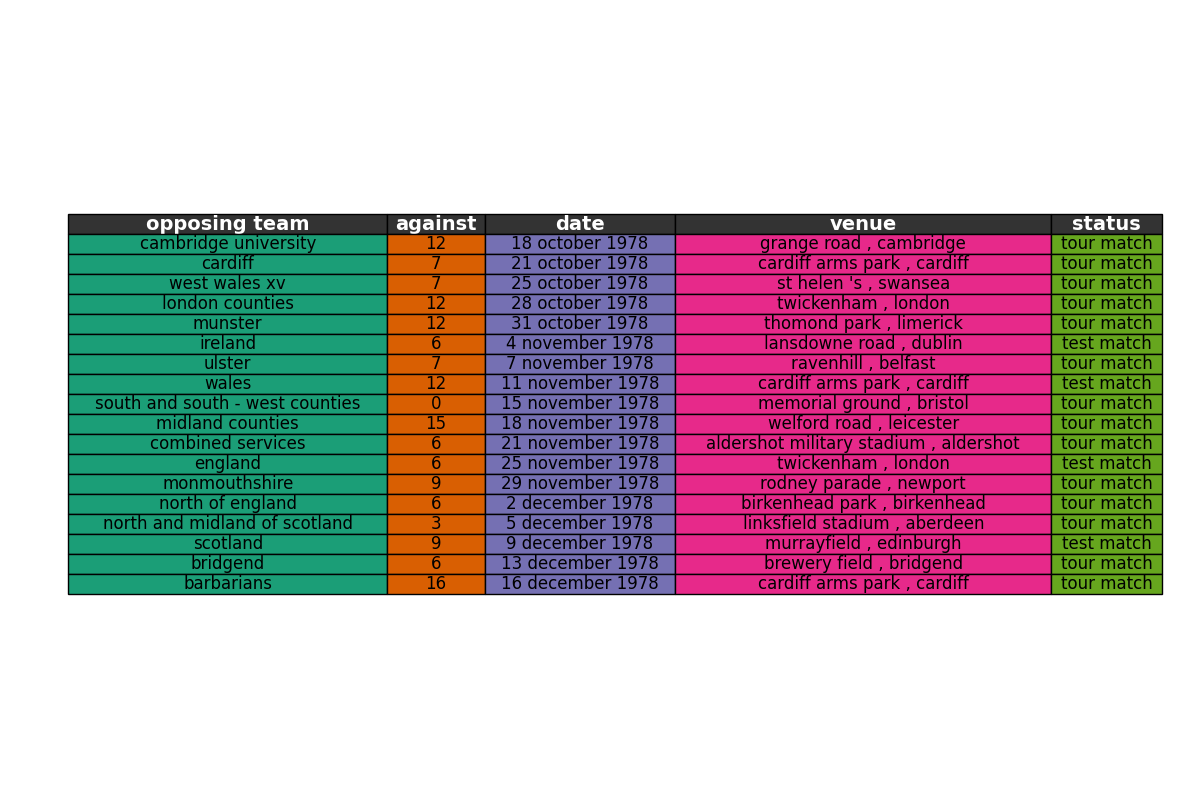 opposing team against date venue status
cambridge university 12 18 october 1978 grange road , cambridge tour match
cardiff 7 21 october 1978 cardiff arms park , cardiff tour match
west wales xv 7 25 october 1978 st helen 's , swansea tour match
london counties 12 28 october 1978 twickenham , london tour match
munster 12 31 october 1978 thomond park , limerick tour match
ireland 6 4 november 1978 lansdowne road , dublin test match
ulster 7 7 november 1978 ravenhill , belfast tour match
wales 12 11 november 1978 cardiff arms park , cardiff test match
south and south - west counties 0 15 november 1978 memorial ground , bristol tour match
midland counties 15 18 november 1978 welford road , leicester tour match
combined services 6 21 november 1978 aldershot military stadium , aldershot tour match
england 6 25 november 1978 twickenham , london test match
monmouthshire 9 29 november 1978 rodney parade , newport tour match
north of england 6 2 december 1978 birkenhead park , birkenhead tour match
north and midland of scotland 3 5 december 1978 linksfield stadium , aberdeen tour match
scotland 9 9 december 1978 murrayfield , edinburgh test match
bridgend 6 13 december 1978 brewery field , bridgend tour match
barbarians 16 16 december 1978 cardiff arms park , cardiff tour match